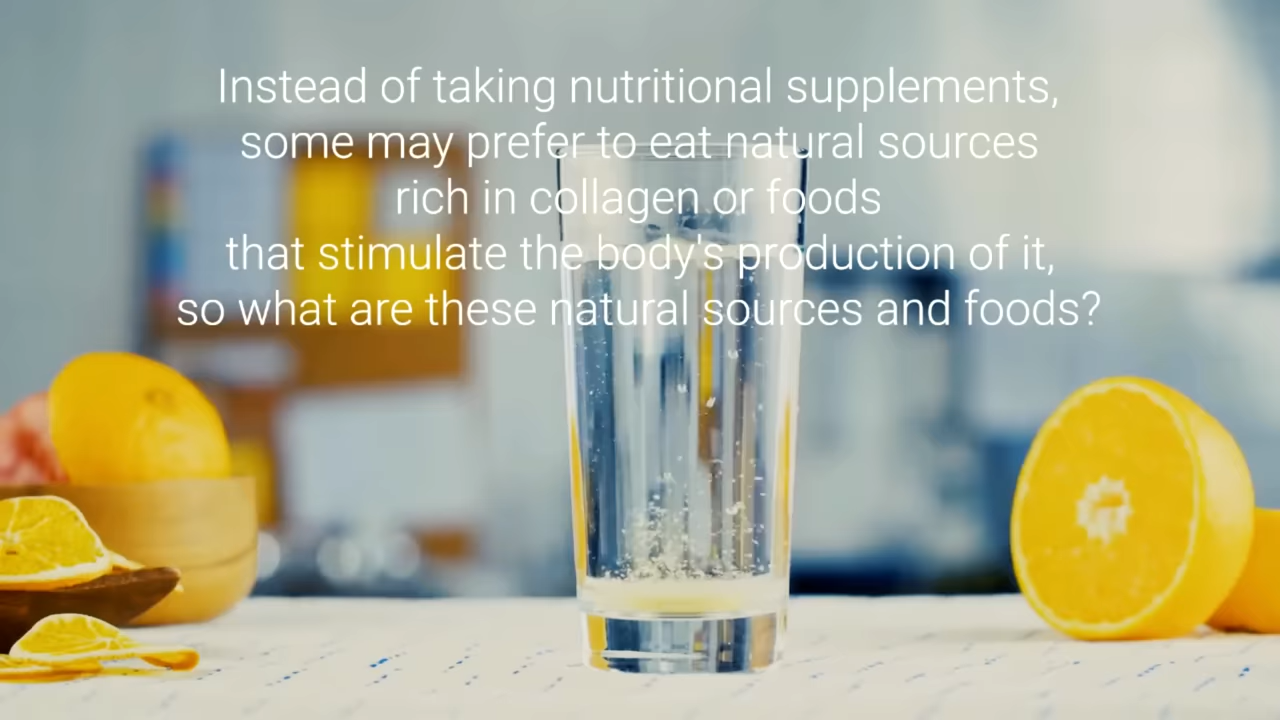 Instead of taking nutritional supplements,
some may prefer to eat natural sources
rich in collagen or foods
that stimulate the body's production of it,
so what are these natural sources and foods?